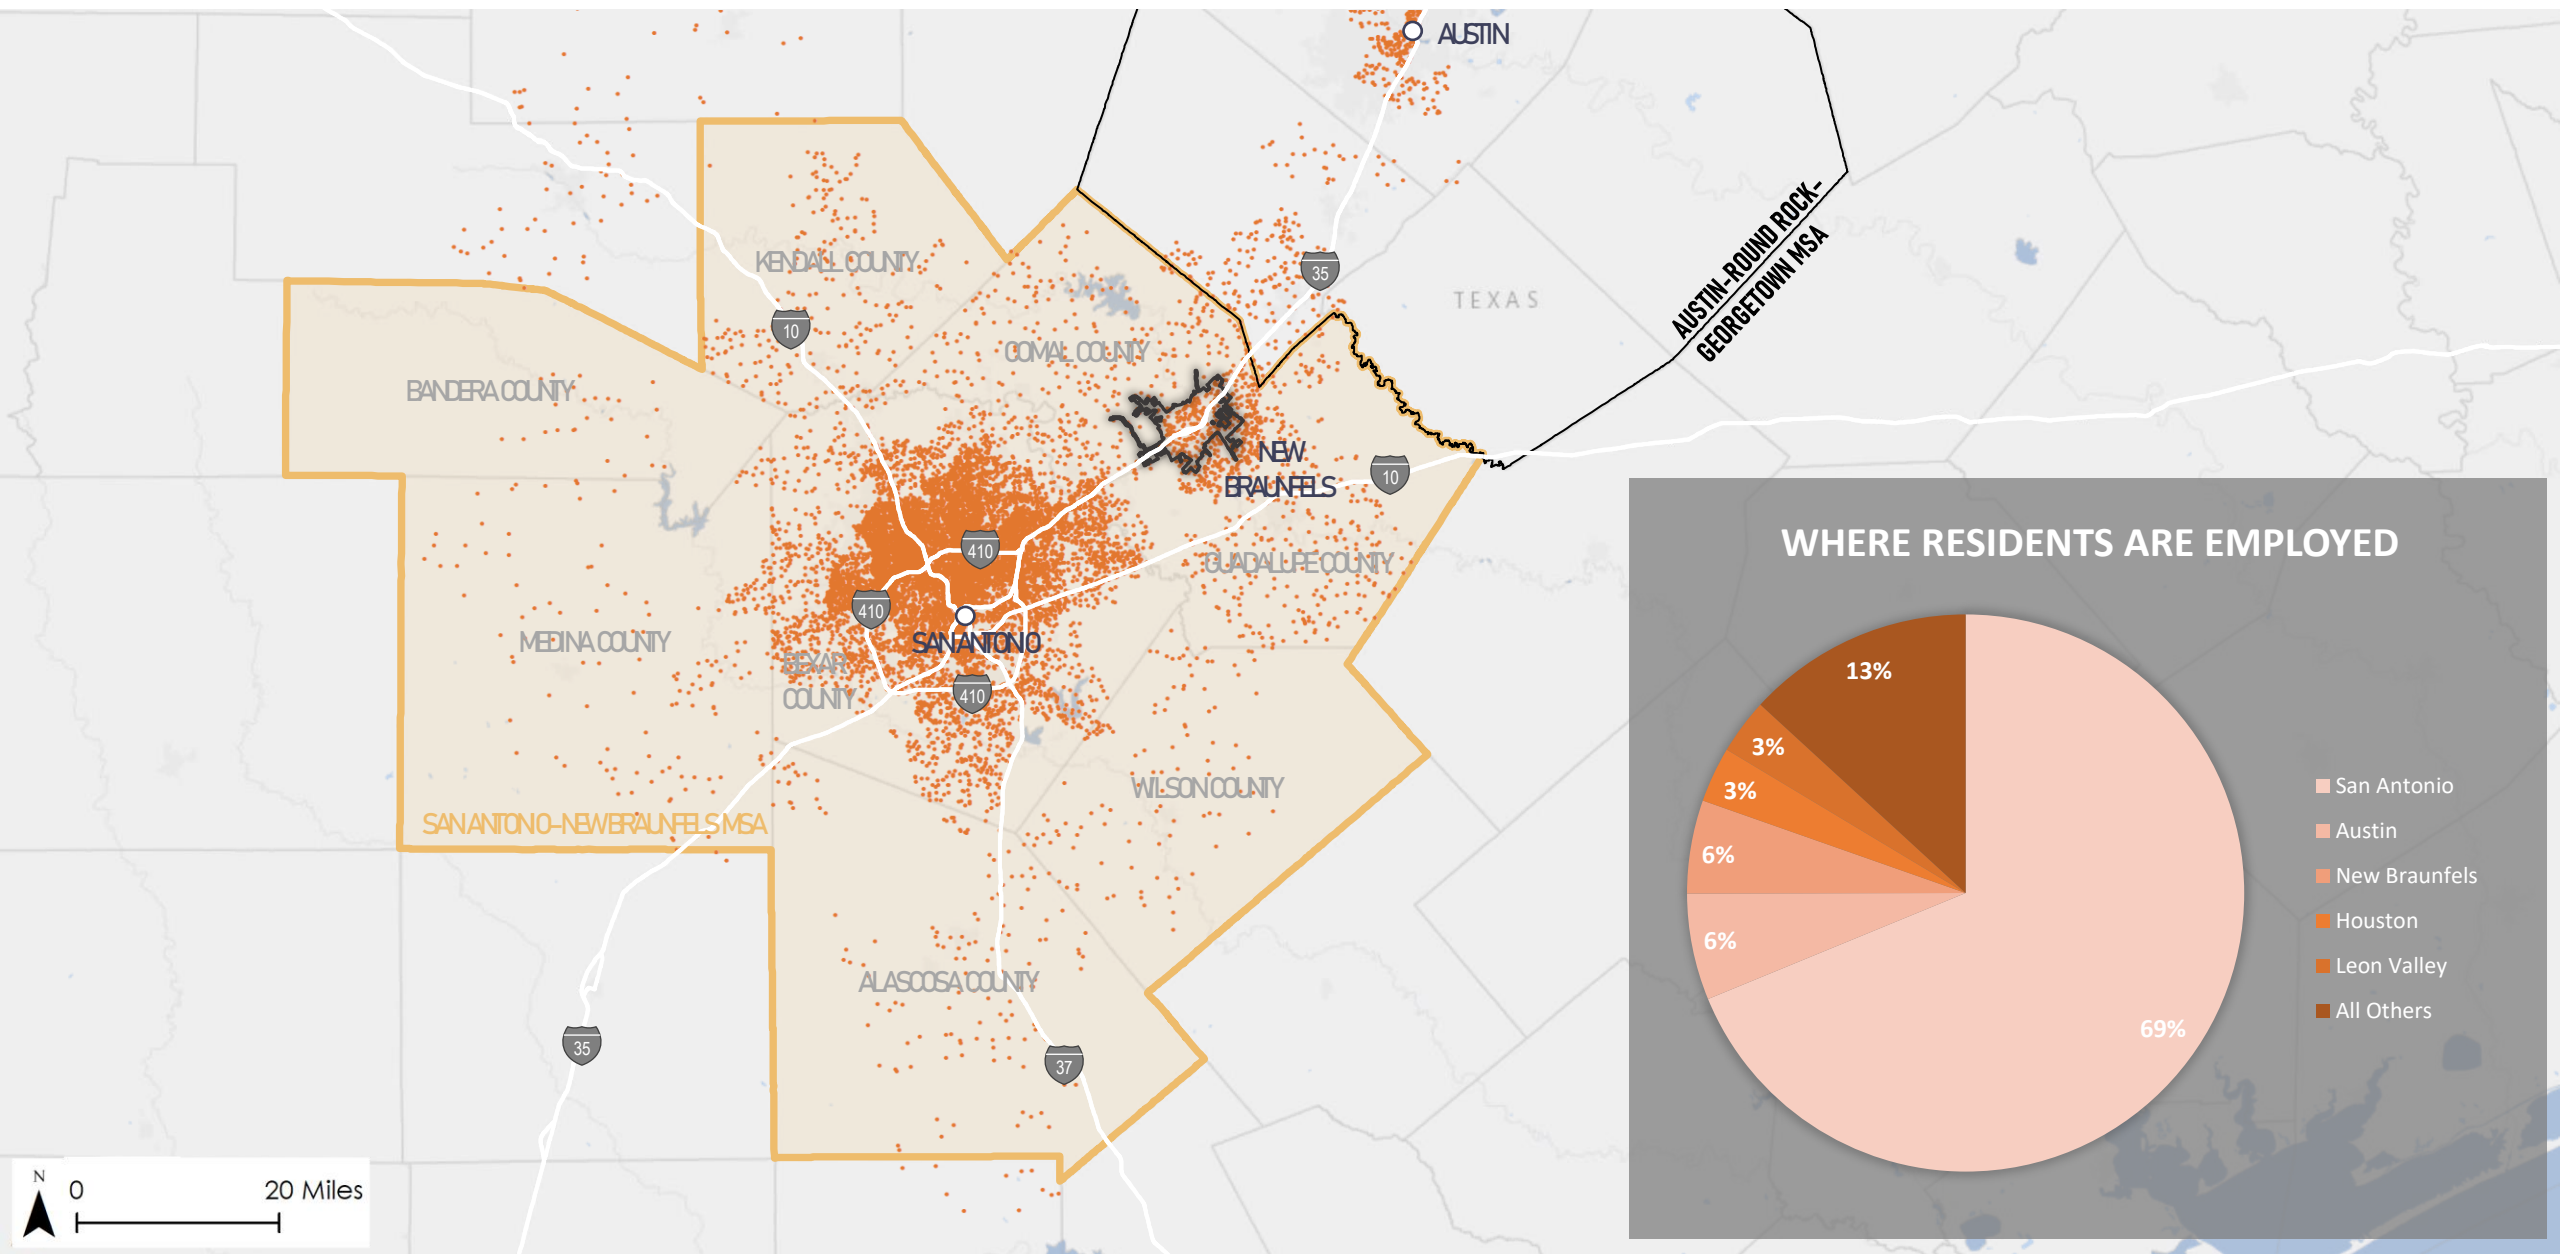 AUSTIN
KENDALL COUNTY
35
TEXAS
AUSTIN-ROUND ROCK-
GEORGETOWN MSA
10
COMAL COUNTY
BANDERA COUNTY
NEW
BRAUNFELS
10
410
GUADALUPE COUNTY
410
SAN ANTONIO
MEDINA COUNTY
BEXAR
COUNTY
410
WILSON COUNTY
SAN ANTONIO-NEW BRAUNFELS MSA
ALASCOSA COUNTY
35
37
N
0 20 Miles
WHERE RESIDENTS ARE EMPLOYED
13%
3%
3%
6%
6%
69%
San Antonio
Austin
New Braunfels
Houston
Leon Valley
All Others